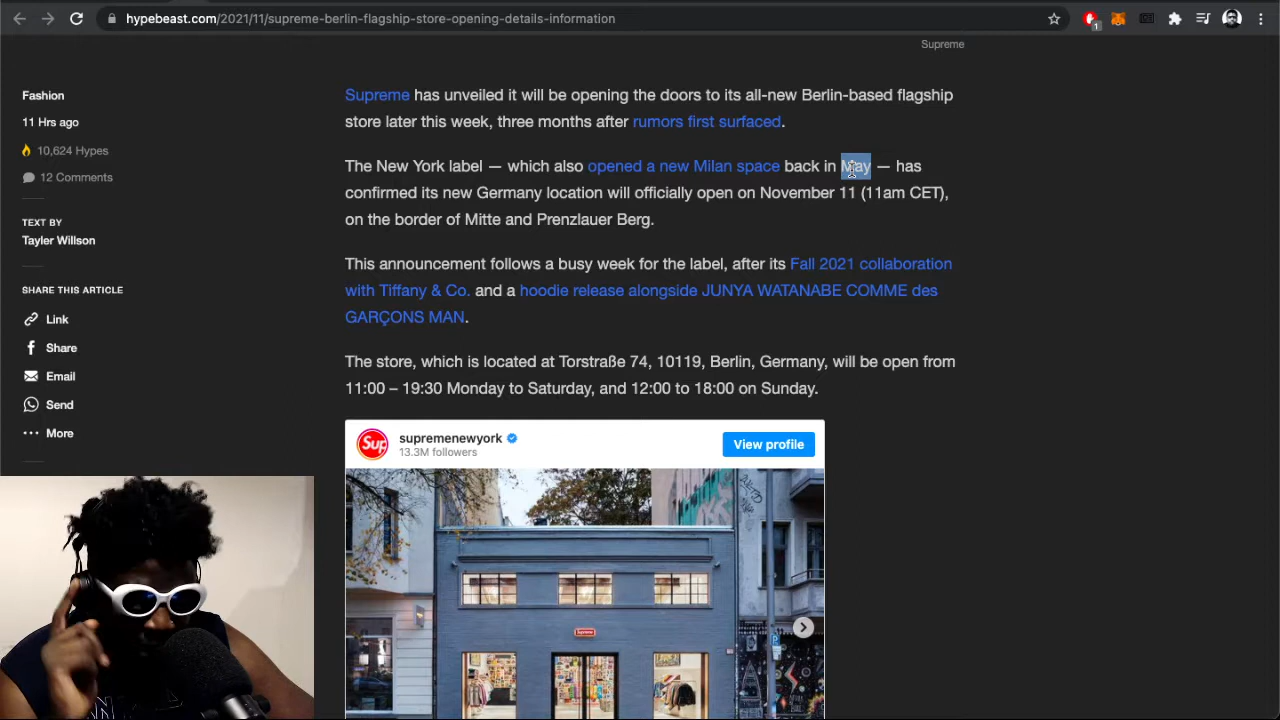 hypebeast.com/2021/11/supreme-berlin-flagship-store-opening-details-information
1
Supreme
Fashion
11 Hrs ago
10,624 Hypes
12 Comments
TEXT BY
Tayler Willson
SHARE THIS ARTICLE
Link
Share
Email
Send
More
Supreme has unveiled it will be opening the doors to its all-new Berlin-based flagship
store later this week, three months after rumors first surfaced.
The New York label — which also opened a new Milan space back in May — has
confirmed its new Germany location will officially open on November 11 (11am CET),
on the border of Mitte and Prenzlauer Berg.
This announcement follows a busy week for the label, after its Fall 2021 collaboration
with Tiffany & Co. and a hoodie release alongside JUNYA WATANABE COMME des
GARÇONS MAN.
The store, which is located at Torstraße 74, 10119, Berlin, Germany, will be open from
11:00 – 19:30 Monday to Saturday, and 12:00 to 18:00 on Sunday.
Sup
supremenewyork
13.3M followers
View profile
Supreme